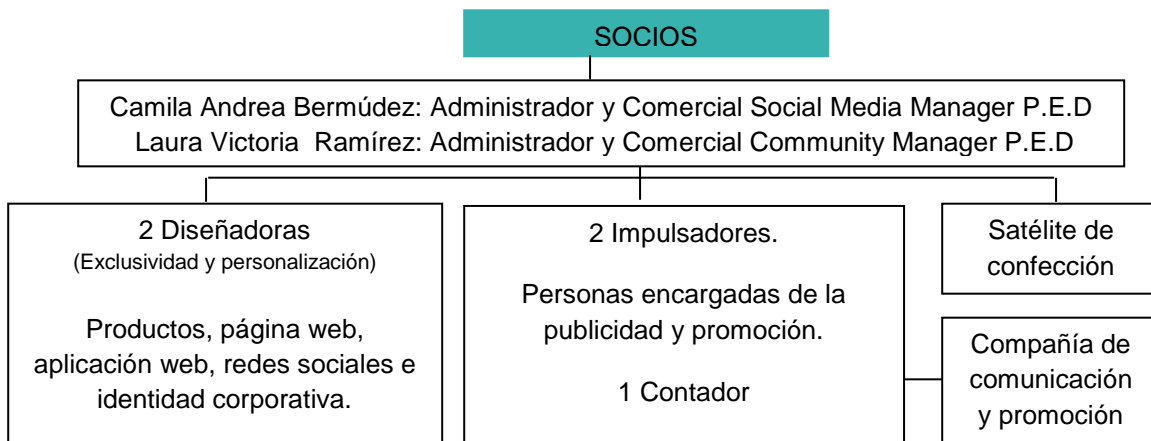 SOCIOS
Camila Andrea Bermúdez: Administrador y Comercial Social Media Manager P.E.D
Laura Victoria Ramírez: Administrador y Comercial Community Manager P.E.D
2 Diseñadoras
(Exclusividad y personalización)
Productos, página web,
aplicación web, redes sociales e
identidad corporativa.
2 Impulsadores.
Personas encargadas de la
publicidad y promoción.
1 Contador
Satélite de
confección
Compañía de
comunicación
y promoción